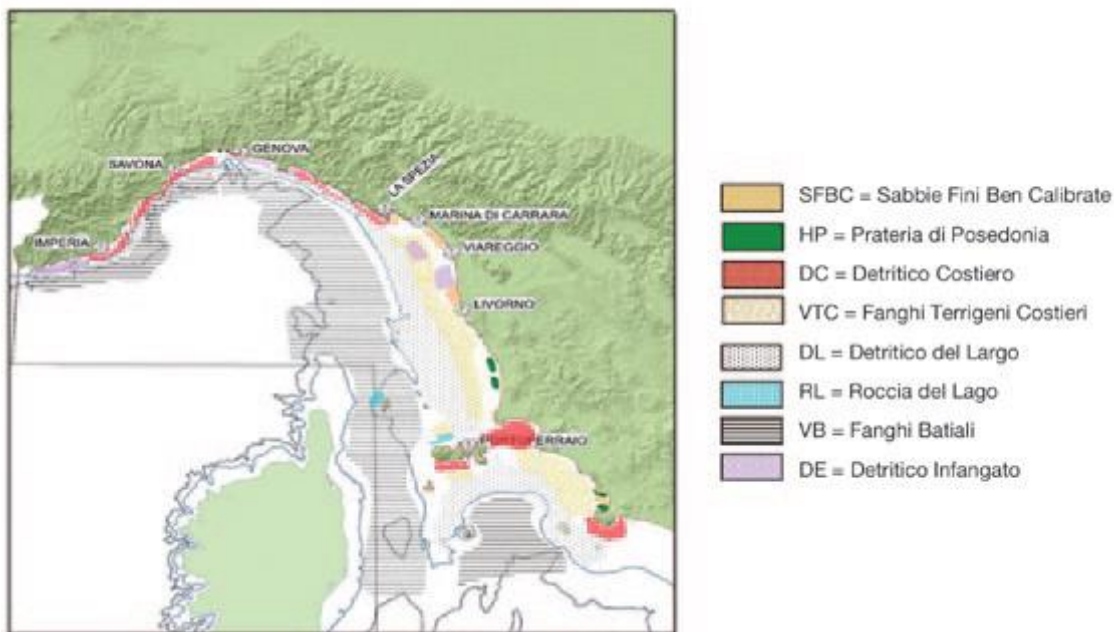 GENOVA
SAVONA
LA SPEZIA
MARINA DI CARRARA
IMPERIA
VIAREGGIO
LIVORNO
PORTOFERRAIO
SFBC = Sabbie Fini Ben Calibrate
HP = Prateria di Posedonia
DC = Detritico Costiero
VTC = Fanghi Terrigeni Costieri
DL = Detritico del Largo
RL = Roccia del Lago
VB = Fanghi Batiali
DE = Detritico Infangato